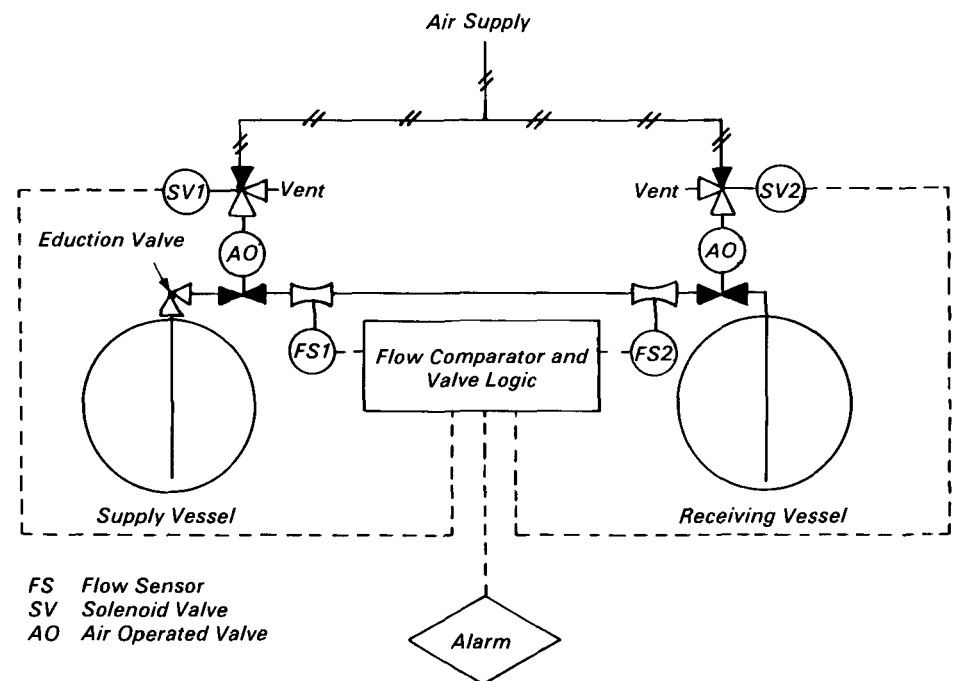 Air Supply
SV1
Vent
Vent
SV2
Eduction Valve
AO
AO
FS1
Flow Comparator and
Valve Logic
FS2
Supply Vessel
Receiving Vessel
FS Flow Sensor
SV Solenoid Valve
AO Air Operated Valve
Alarm